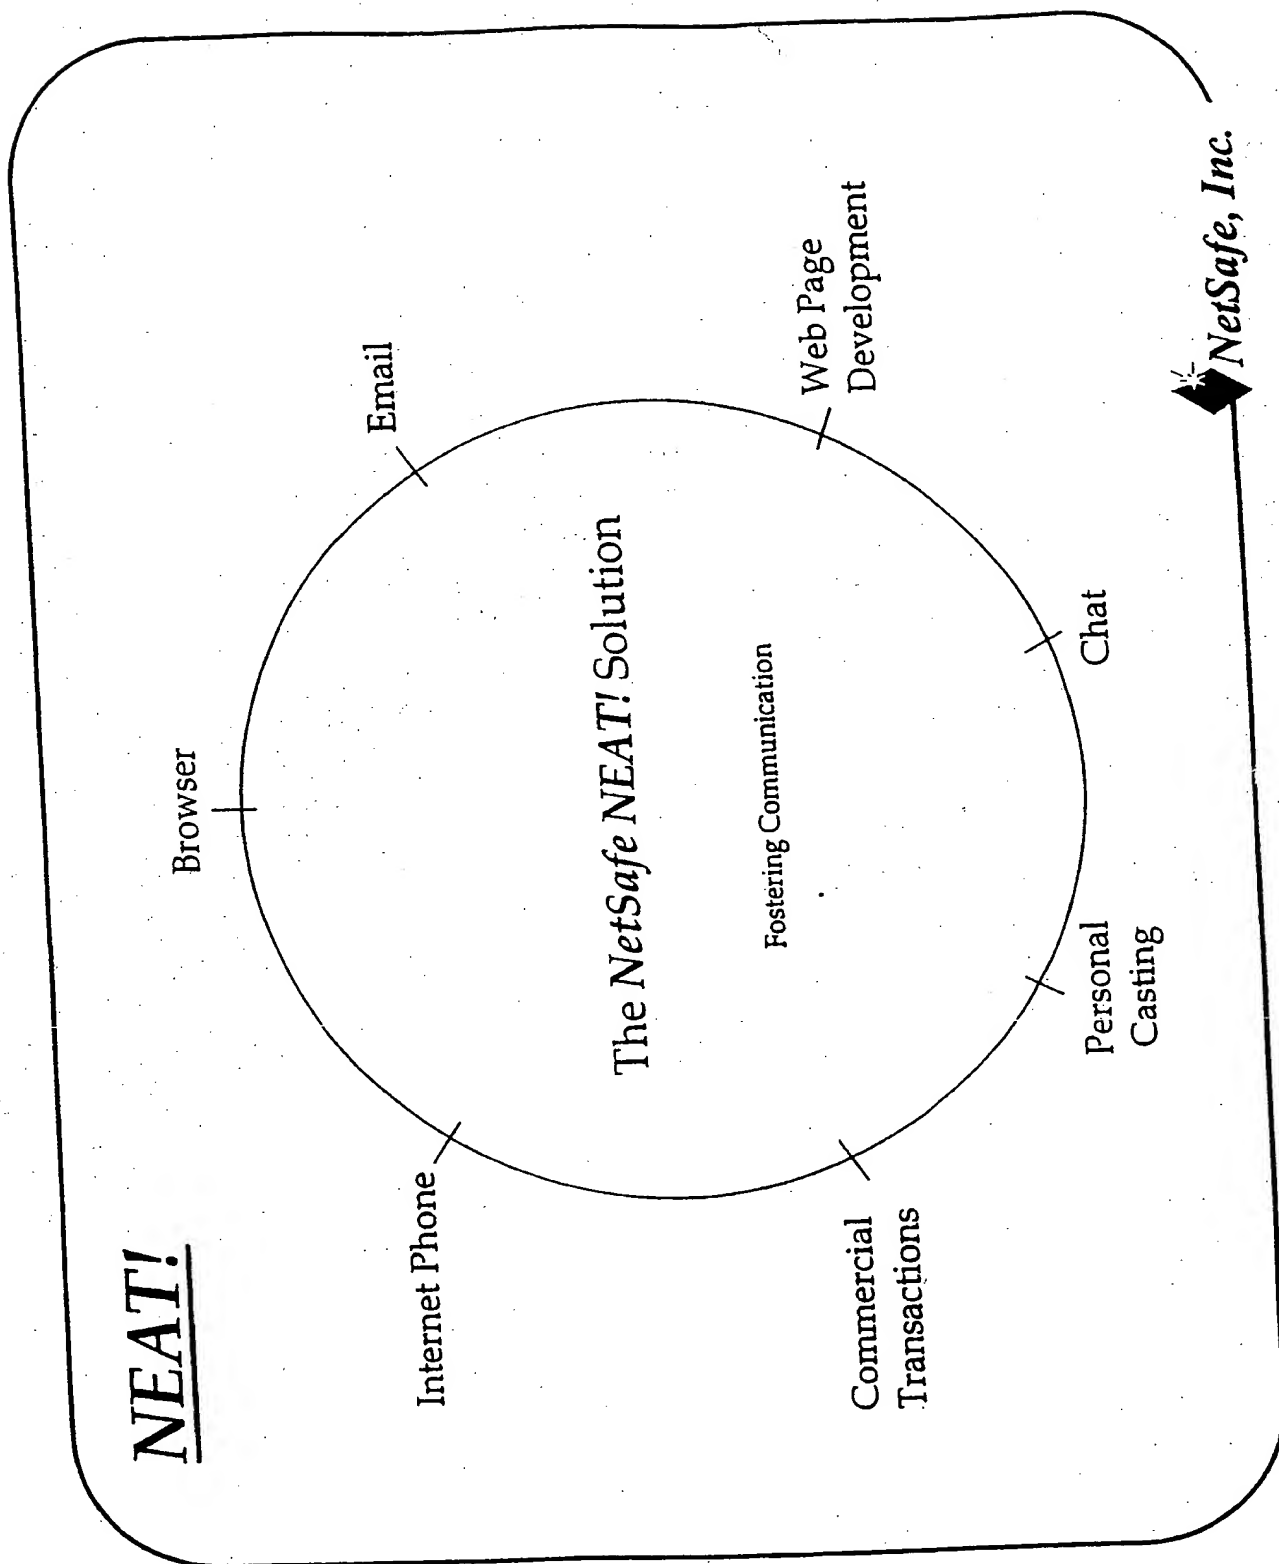 NEAT!
Browser
Internet Phone
Email
The NetSafe NEAT! Solution
Fostering Communication
Web Page
Development
Commercial
Transactions
Chat
Personal
Casting
NetSafe, Inc.